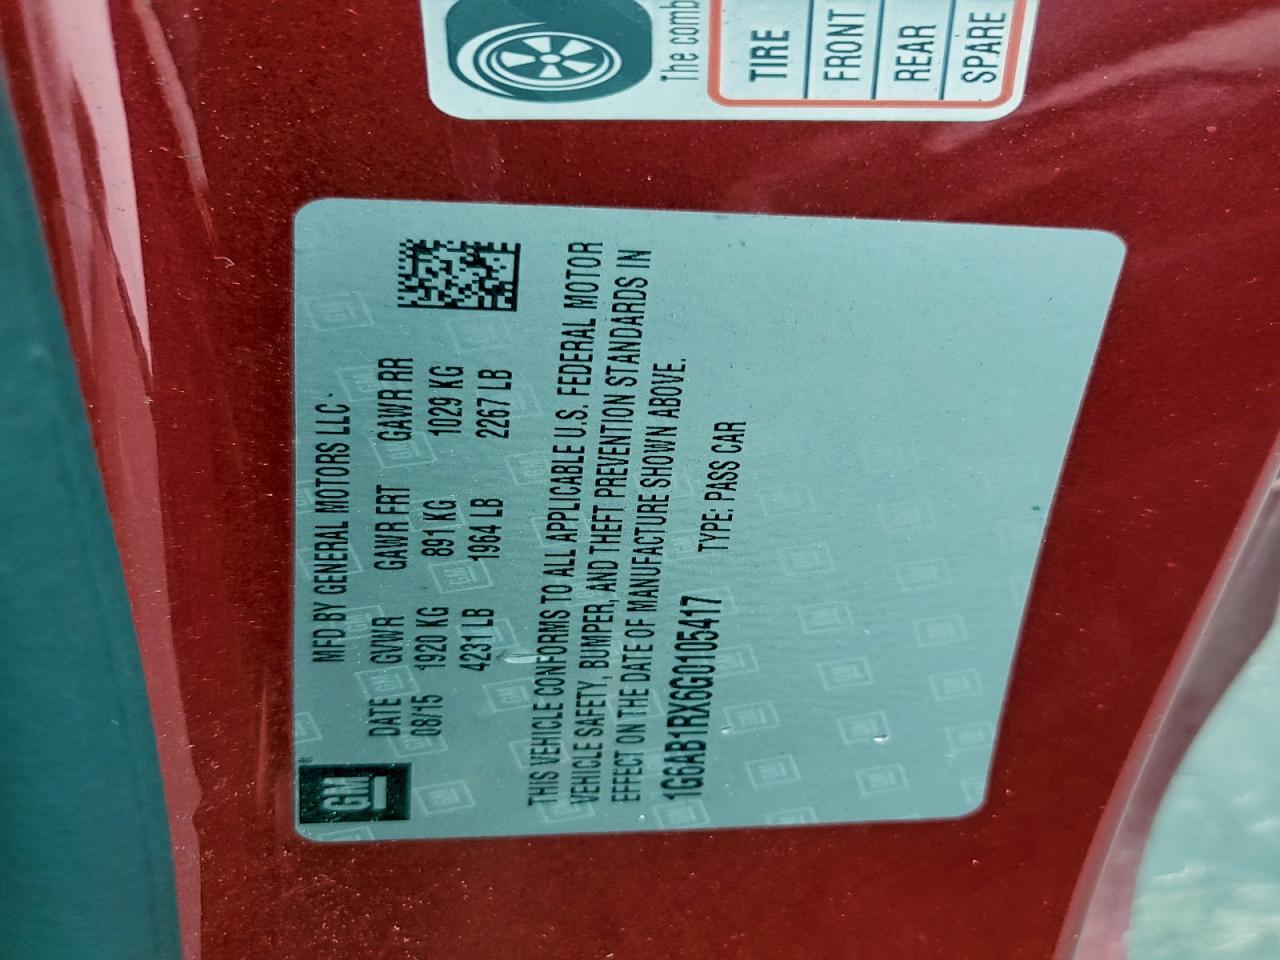 GM
®
MFD BY GENERAL MOTORS LLC
DATE GVWR GAWR FRT GAWR RR
08/15 1920 KG 891 KG 1029 KG
4231 LB 1964 LB 2267 LB
THIS VEHICLE CONFORMS TO ALL APPLICABLE U.S. FEDERAL MOTOR
VEHICLE SAFETY, BUMPER, AND THEFT PREVENTION STANDARDS IN
EFFECT ON THE DATE OF MANUFACTURE SHOWN ABOVE.
1G6AB1RX6G0105417 TYPE: PASS CAR
The comb
TIRE
FRONT
REAR
SPARE